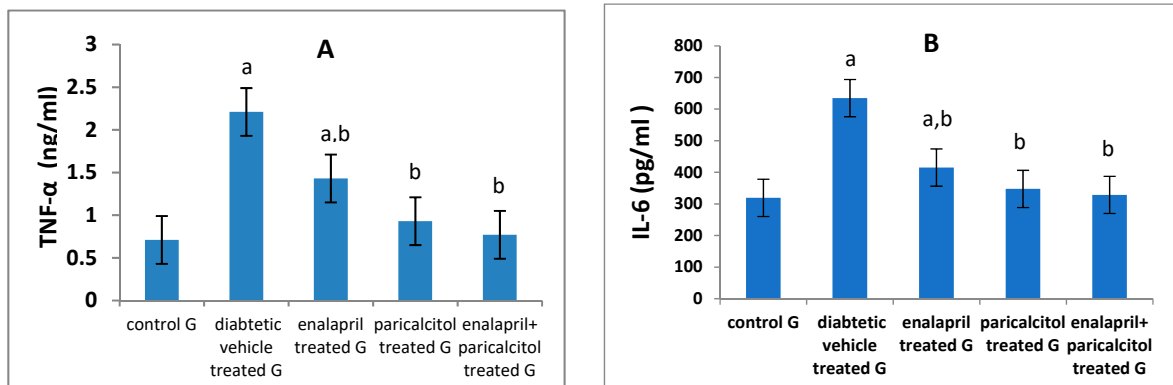 A
TNF-α (ng/ml)
3
2.5
2
1.5
1
0.5
0
a
a,b
b
b
control G
diabtetic
vehicle
treated G
enalapril
treated G
paricalcitol
treated G
enalapril+
paricalcitol
treated G
B
IL-6 (pg/ml )
800
700
600
500
400
300
200
100
000
a
a,b
b
b
control G
diabtetic
vehicle
treated G
enalapril
treated G
paricalcitol
treated G
enalapril+
paricalcitol
treated G